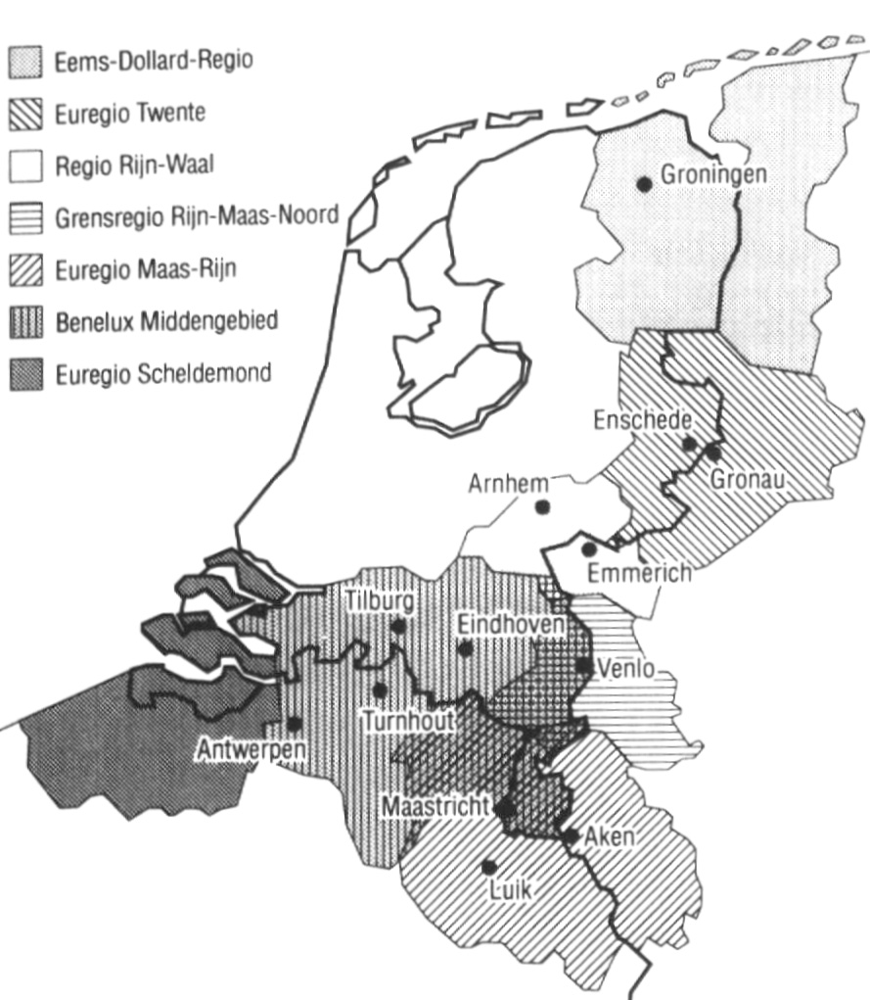 Eems-Dollard-Regio
Euregio Twente
Regio Rijn-Waal
Grensregio Rijn-Maas-Noord
Euregio Maas-Rijn
Benelux Middengebied
Euregio Scheldemond
Groningen
Enschede
Gronau
Arnhem
Emmerich
Tilburg
Eindhoven
Venlo
Turnhout
Antwerpen
Maastricht
Aken
Luik